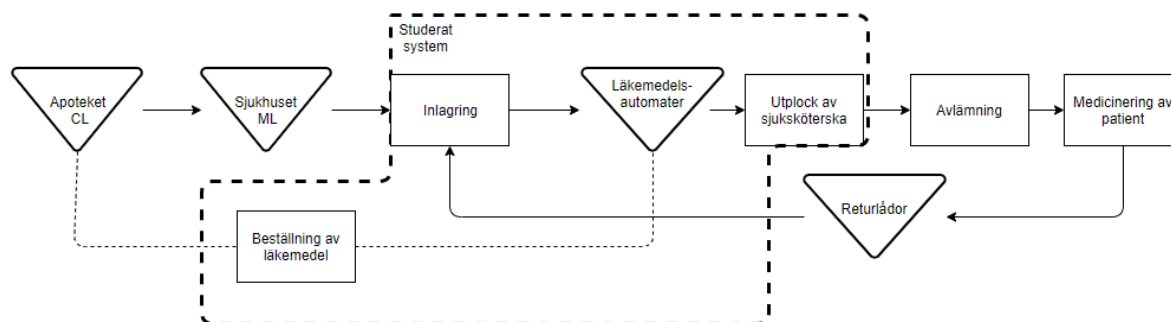 Studerat
system
Apoteket
CL
Sjukhuset
ML
Inlagring
Läkemedels-
automater
Utplock av
sjuksköterska
Avlämning
Medicinering av
patient
Returlådor
Beställning av
läkemedel